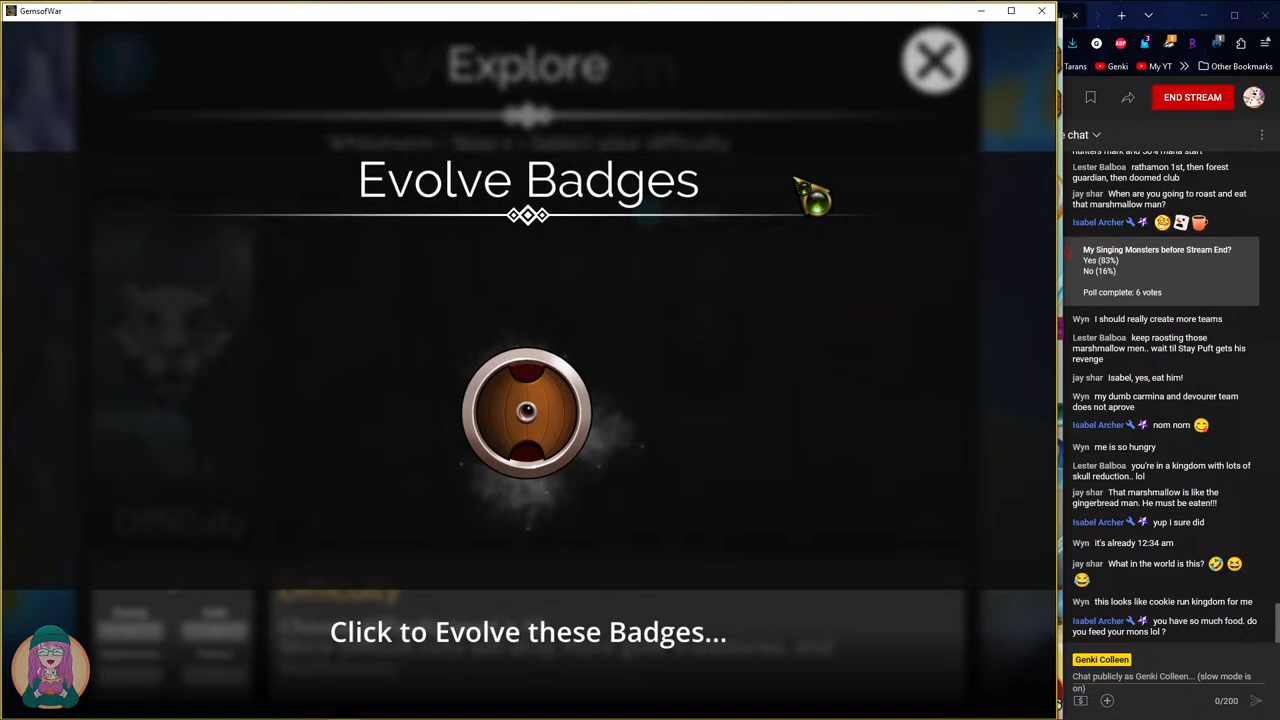 GemsofWar
Explore
Evolve Badges
Difficulty
Difficulty
Click to Evolve these Badges...
Tarans
Genki
My YT
Other Bookmarks
END STREAM
e chat
hunters mark and 50% mana start
Lester Balboa rathamon 1st, then forest
guardian, then doomed club
jay shar When are you going to roast and eat
that marshmallow man?
Isabel Archer
My Singing Monsters before Stream End?
Yes (83%)
No (16%)
Poll complete: 6 votes
Wyn I should really create more teams
Lester Balboa keep raosting those
marshmallow men.. wait til Stay Puft gets his
revenge
jay shar Isabel, yes, eat him!
Wyn my dumb carmina and devourer team
does not aprove
Isabel Archer nom nom
Wyn me is so hungry
Lester Balboa you're in a kingdom with lots of
skull reduction.. lol
jay shar That marshmallow is like the
gingerbread man. He must be eaten!!!
Isabel Archer yup I sure did
Wyn it's already 12:34 am
jay shar What in the world is this?
Wyn this looks like cookie run kingdom for me
Isabel Archer you have so much food. do
you feed your mons lol ?
Genki Colleen
Chat publicly as Genki Colleen... (slow mode is
on)
0/200